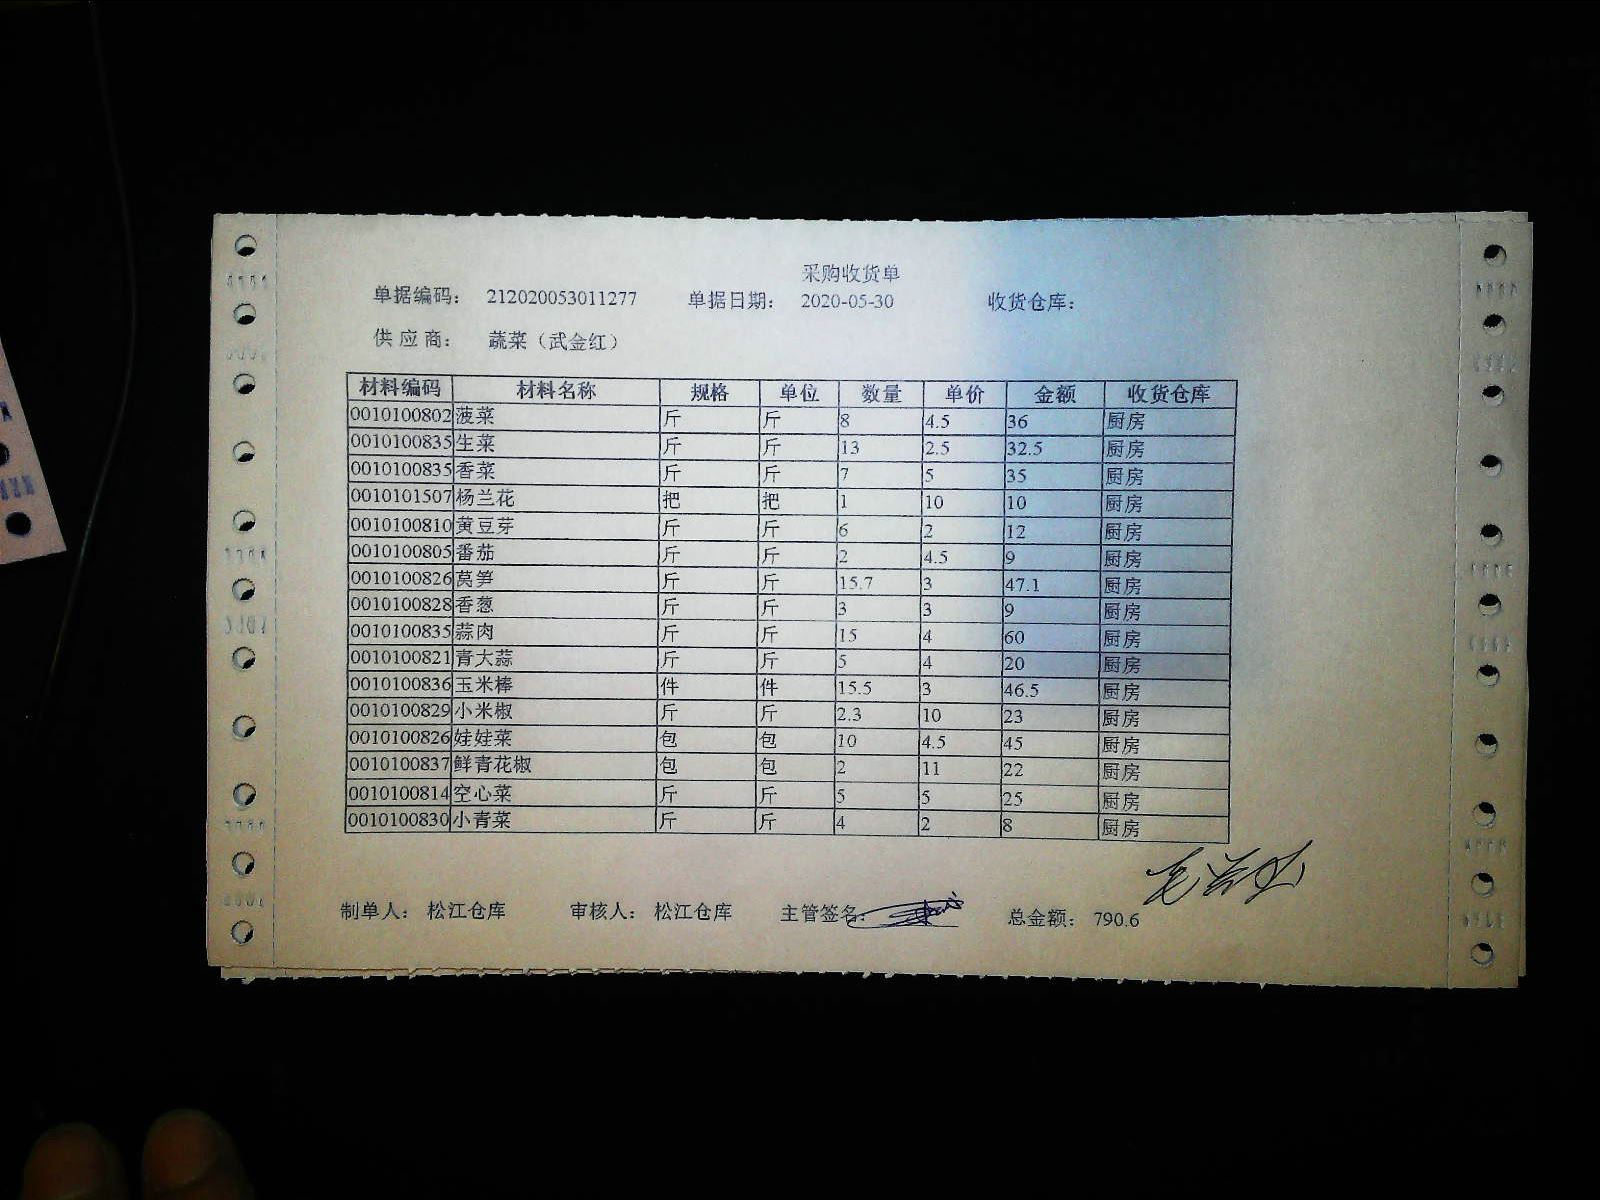 采购收货单
单据编码: 212020053011277 单据日期: 2020-05-30 收货仓库:
供应商: 蔬菜（武金红）
材料编码 材料名称 规格 单位 数量 单价 金额 收货仓库
0010100802 菠菜 斤 斤 8 4.5 36 厨房
0010100835 生菜 斤 斤 13 2.5 32.5 厨房
0010100835 香菜 斤 斤 7 5 35 厨房
0010101507 杨兰花 把 把 1 10 10 厨房
0010100810 黄豆芽 斤 斤 6 2 12 厨房
0010100805 番茄 斤 斤 2 4.5 9 厨房
0010100826 莴笋 斤 斤 15.7 3 47.1 厨房
0010100828 香葱 斤 斤 3 3 9 厨房
0010100835 蒜肉 斤 斤 15 4 60 厨房
0010100821 青大蒜 斤 斤 5 4 20 厨房
0010100836 玉米棒 件 件 15.5 3 46.5 厨房
0010100829 小米椒 斤 斤 2.3 10 23 厨房
0010100826 娃娃菜 包 包 10 4.5 45 厨房
0010100837 鲜青花椒 包 包 2 11 22 厨房
0010100814 空心菜 斤 斤 5 5 25 厨房
0010100830 小青菜 斤 斤 4 2 8 厨房
制单人: 松江仓库 审核人: 松江仓库 主管签名: 总金额: 790.6